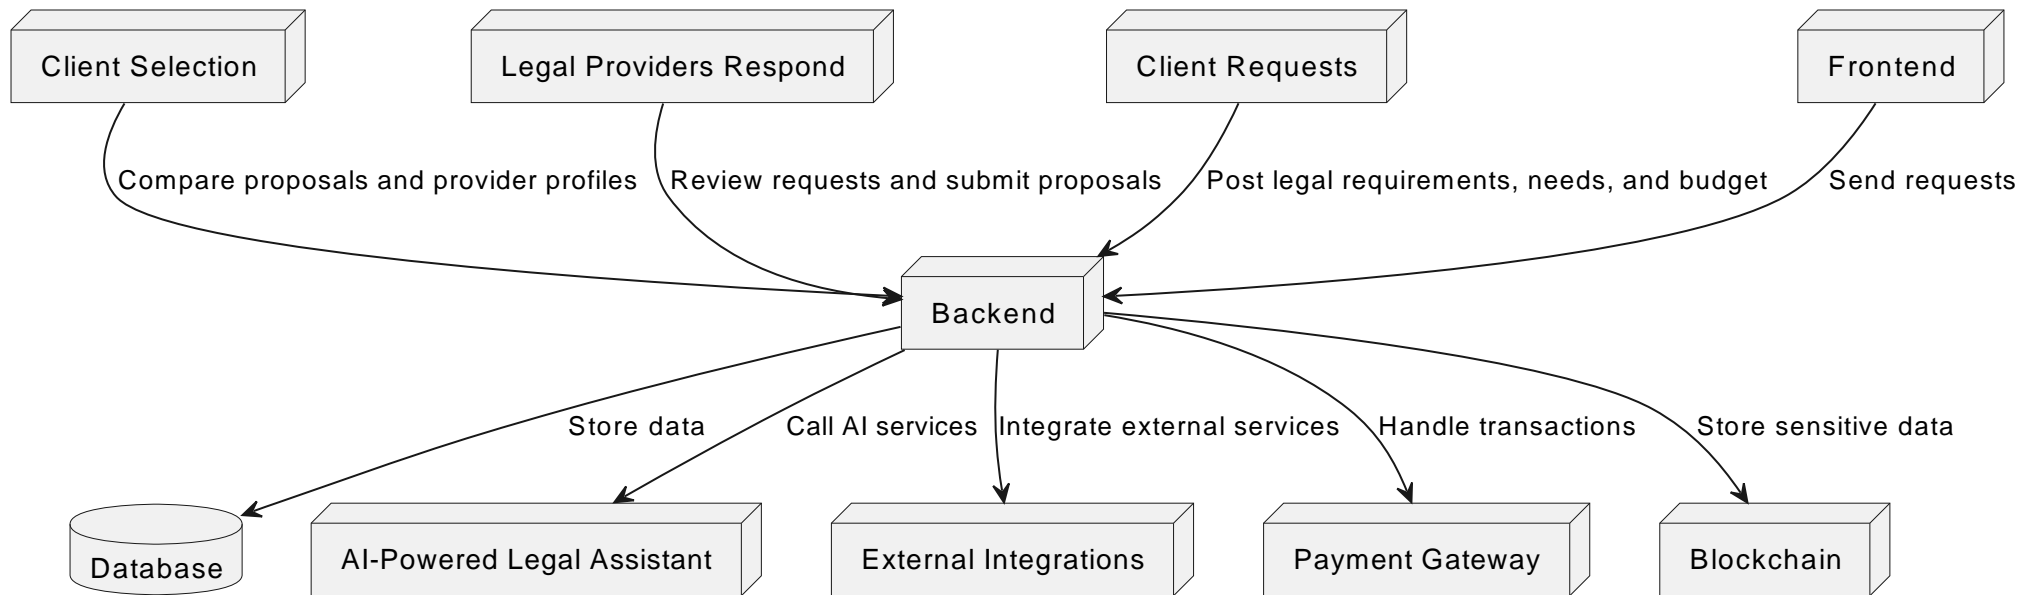 Client Selection
Legal Providers Respond
Client Requests
Frontend
Compare proposals and provider profiles
Review requests and submit proposals
Post legal requirements, needs, and budget
Send requests
Backend
Store data
Call AI services
Integrate external services
Handle transactions
Store sensitive data
Database
AI-Powered Legal Assistant
External Integrations
Payment Gateway
Blockchain